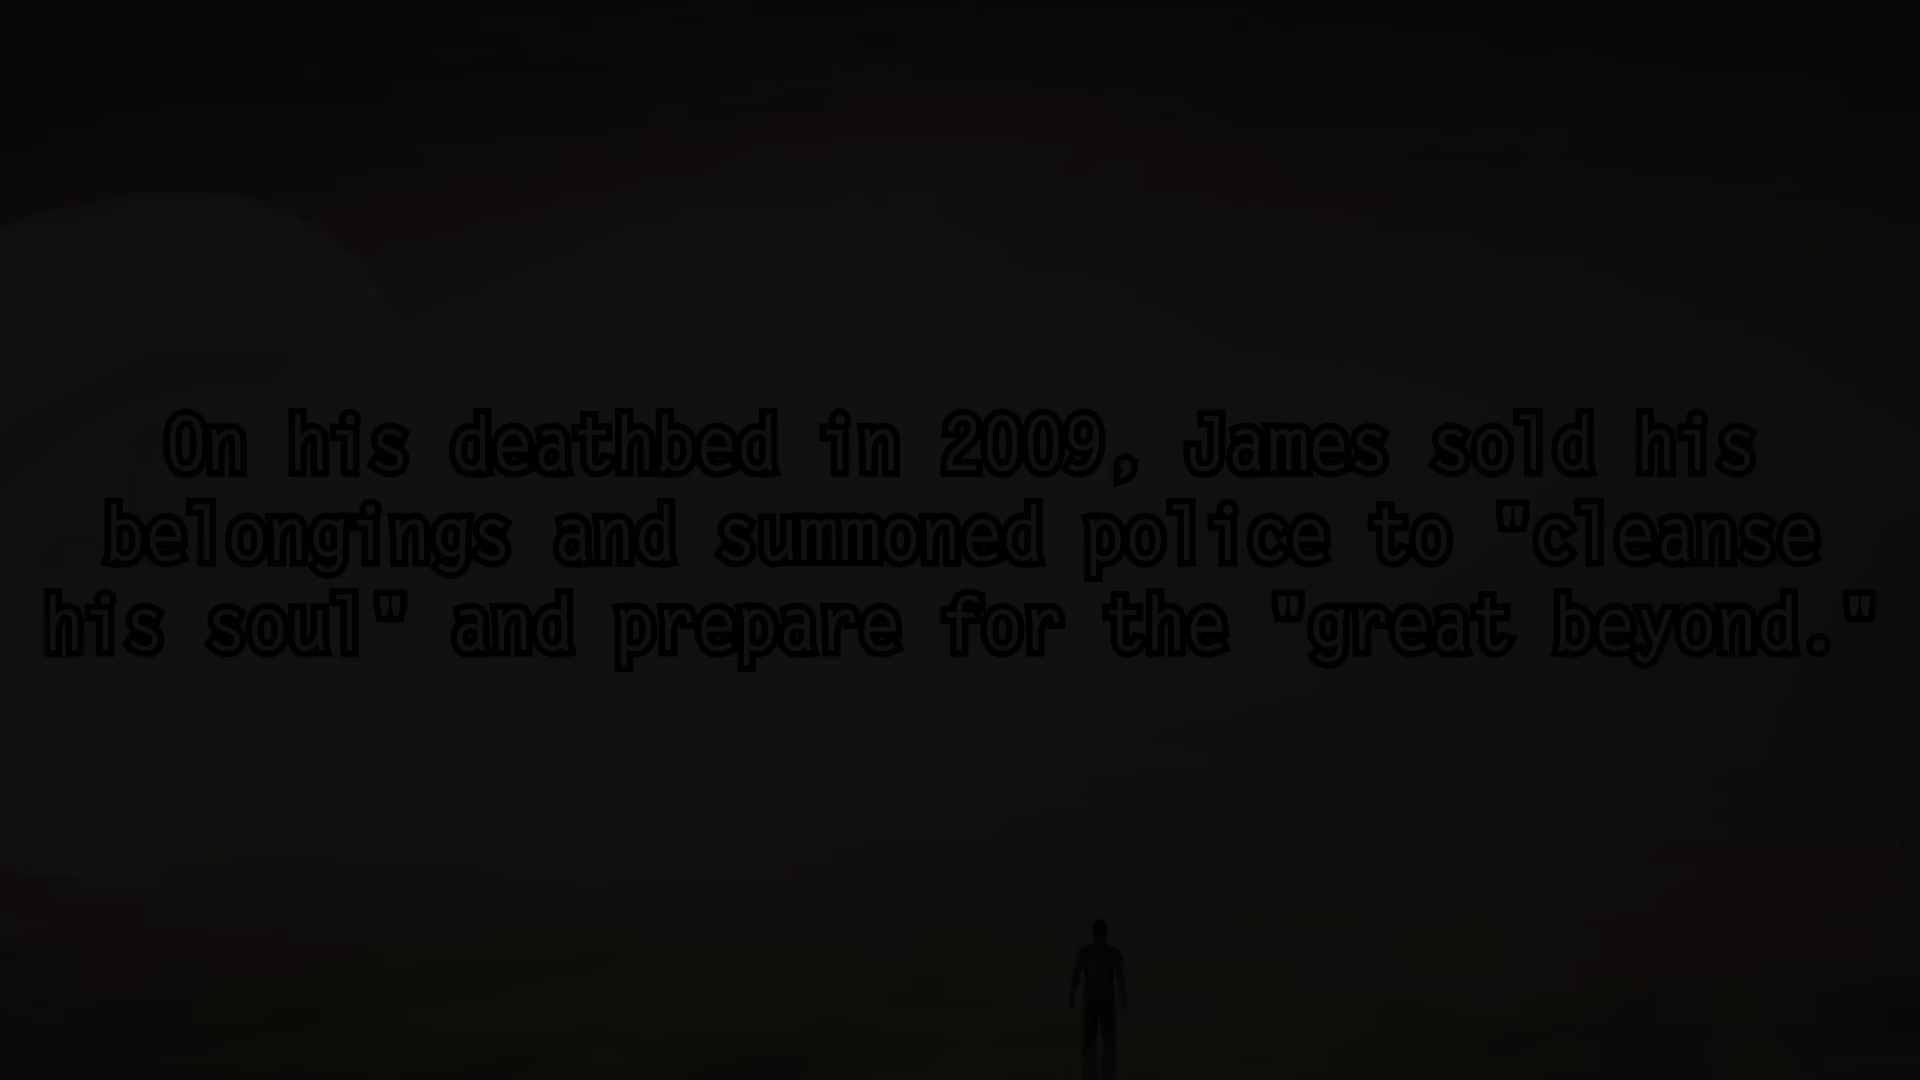 On his deathbed in 2009, James sold his
belongings and summoned police to "cleanse
his soul" and prepare for the "great beyond."